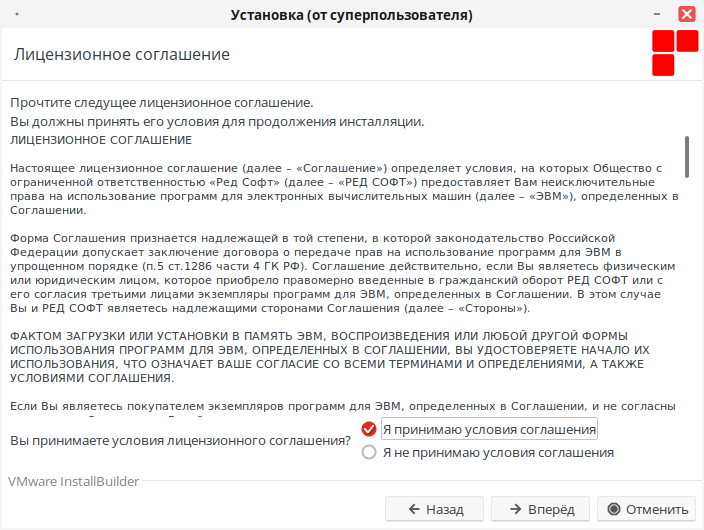 Установка (от суперпользователя)
Лицензионное соглашение
Прочтите следущее лицензионное соглашение.
Вы должны принять его условия для продолжения инсталляции.
ЛИЦЕНЗИОННОЕ СОГЛАШЕНИЕ
Настоящее лицензионное соглашение (далее – «Соглашение») определяет условия, на которых Общество с
ограниченной ответственностью «Ред Софт» (далее – «РЕД СОФТ») предоставляет Вам неисключительные
права на использование программ для электронных вычислительных машин (далее – «ЭВМ»), определенных в
Соглашении.
Форма Соглашения признается надлежащей в той степени, в которой законодательство Российской
Федерации допускает заключение договора о передаче прав на использование программ для ЭВМ в
упрощенном порядке (п.5 ст.1286 части 4 ГК РФ). Соглашение действительно, если Вы являетесь физическим
или юридическим лицом, которое приобрело правомерно введенные в гражданский оборот РЕД СОФТ или с
его согласия третьими лицами экземпляры программ для ЭВМ, определенных в Соглашении. В этом случае
Вы и РЕД СОФТ являетесь надлежащими сторонами Соглашения (далее – «Стороны»).
ФАКТОМ ЗАГРУЗКИ ИЛИ УСТАНОВКИ В ПАМЯТЬ ЭВМ, ВОСПРОИЗВЕДЕНИЯ ИЛИ ЛЮБОЙ ДРУГОЙ ФОРМЫ
ИСПОЛЬЗОВАНИЯ ПРОГРАММ ДЛЯ ЭВМ, ОПРЕДЕЛЕННЫХ В СОГЛАШЕНИИ, ВЫ УДОСТОВЕРЯЕТЕ НАЧАЛО ИХ
ИСПОЛЬЗОВАНИЯ, ЧТО ОЗНАЧАЕТ ВАШЕ СОГЛАСИЕ СО ВСЕМИ ТЕРМИНАМИ И ОПРЕДЕЛЕНИЯМИ, А ТАКЖЕ
УСЛОВИЯМИ СОГЛАШЕНИЯ.
Если Вы являетесь покупателем экземпляров программ для ЭВМ, определенных в Соглашении, и не согласны
Вы принимаете условия лицензионного соглашения?
Я принимаю условия соглашения
Я не принимаю условия соглашения
VMware InstallBuilder
Назад
Вперёд
Отменить